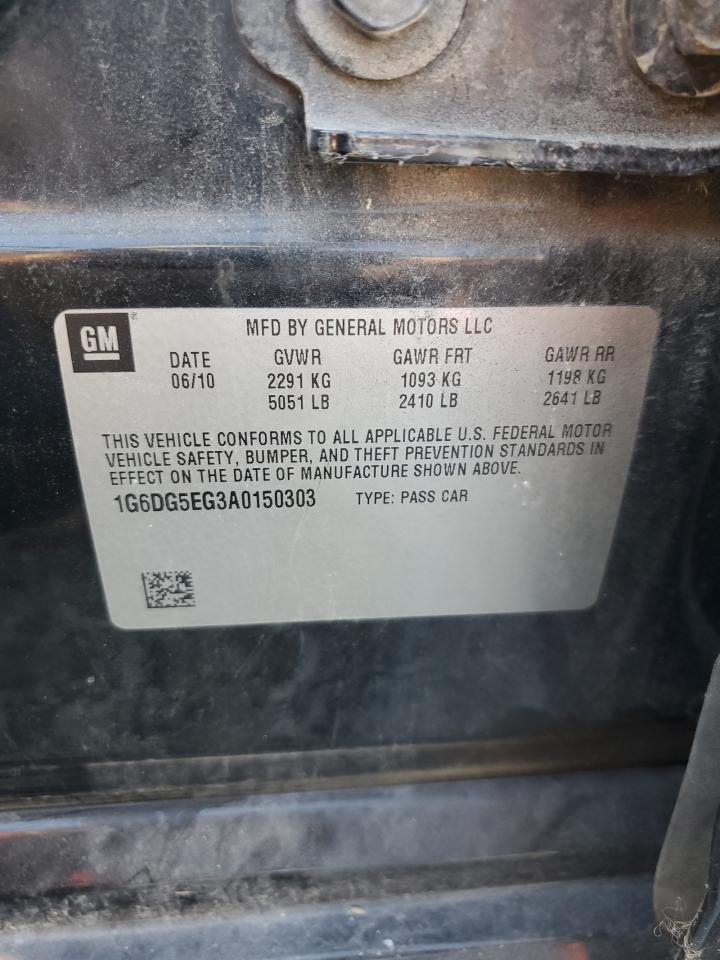 GM
MFD BY GENERAL MOTORS LLC
DATE GVWR GAWR FRT GAWR RR
06/10 2291 KG 1093 KG 1198 KG
5051 LB 2410 LB 2641 LB
THIS VEHICLE CONFORMS TO ALL APPLICABLE U.S. FEDERAL MOTOR
VEHICLE SAFETY, BUMPER, AND THEFT PREVENTION STANDARDS IN
EFFECT ON THE DATE OF MANUFACTURE SHOWN ABOVE.
1G6DG5EG3A0150303 TYPE: PASS CAR